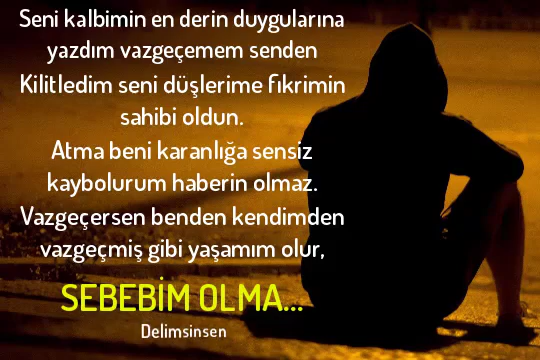 Seni kalbimin en derin duygularına
yazdım vazgeçemem senden
Kilitledim seni düşlerime fıkrimin
sahibi oldun.
Atma beni karanlığa sensiz
kaybolurum haberin olmaz.
Vazgeçersen benden kendimden
vazgeçmiş gibi yaşamım olur,
SEBEBİM OLMA...
Delimsinsen